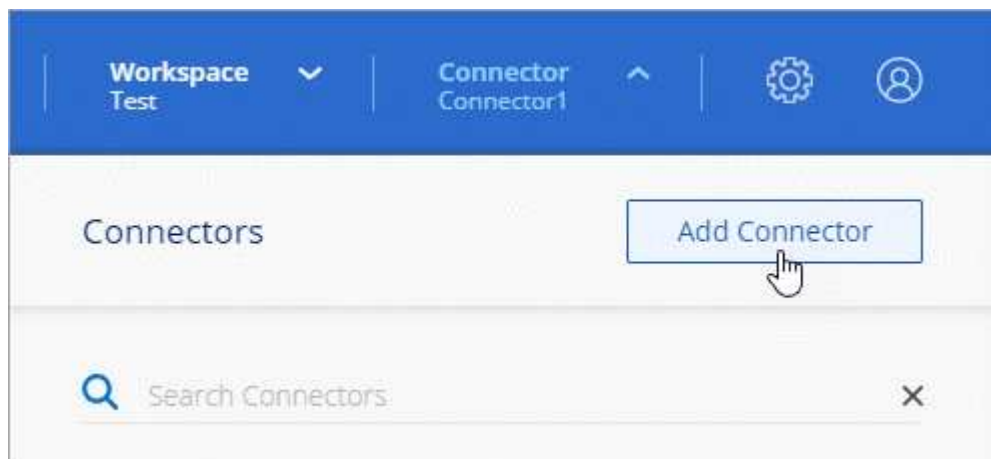 Workspace
Test
Connector
Connector1
Connectors
Add Connector
Search Connectors